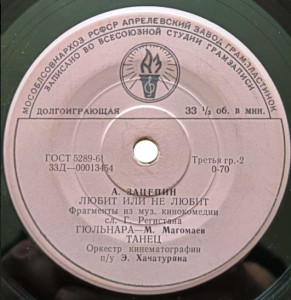 МОСОБЛСОВНАРХОЗ РСФСР АПРЕЛЕВСКИЙ ЗАВОД ГРАМПЛАСТИНОК
ЗАПИСАНО ВО ВСЕСОЮЗНОЙ СТУДИИ ГРАМЗАПИСИ
ДОЛГОИГРАЮЩАЯ 33 ⅓ об. в мин.
ГОСТ 5289-61 Третья гр.-2
33Д—00013454 0-70
А. ЗАЦЕПИН
ЛЮБИТ ИЛИ НЕ ЛЮБИТ
Фрагменты из муз. кинокомедии
сл. Г. Регистана
ГЮЛЬНАРА — М. Магомаев
ТАНЕЦ
Оркестр кинематографии
п/у Э. Хачатуряна